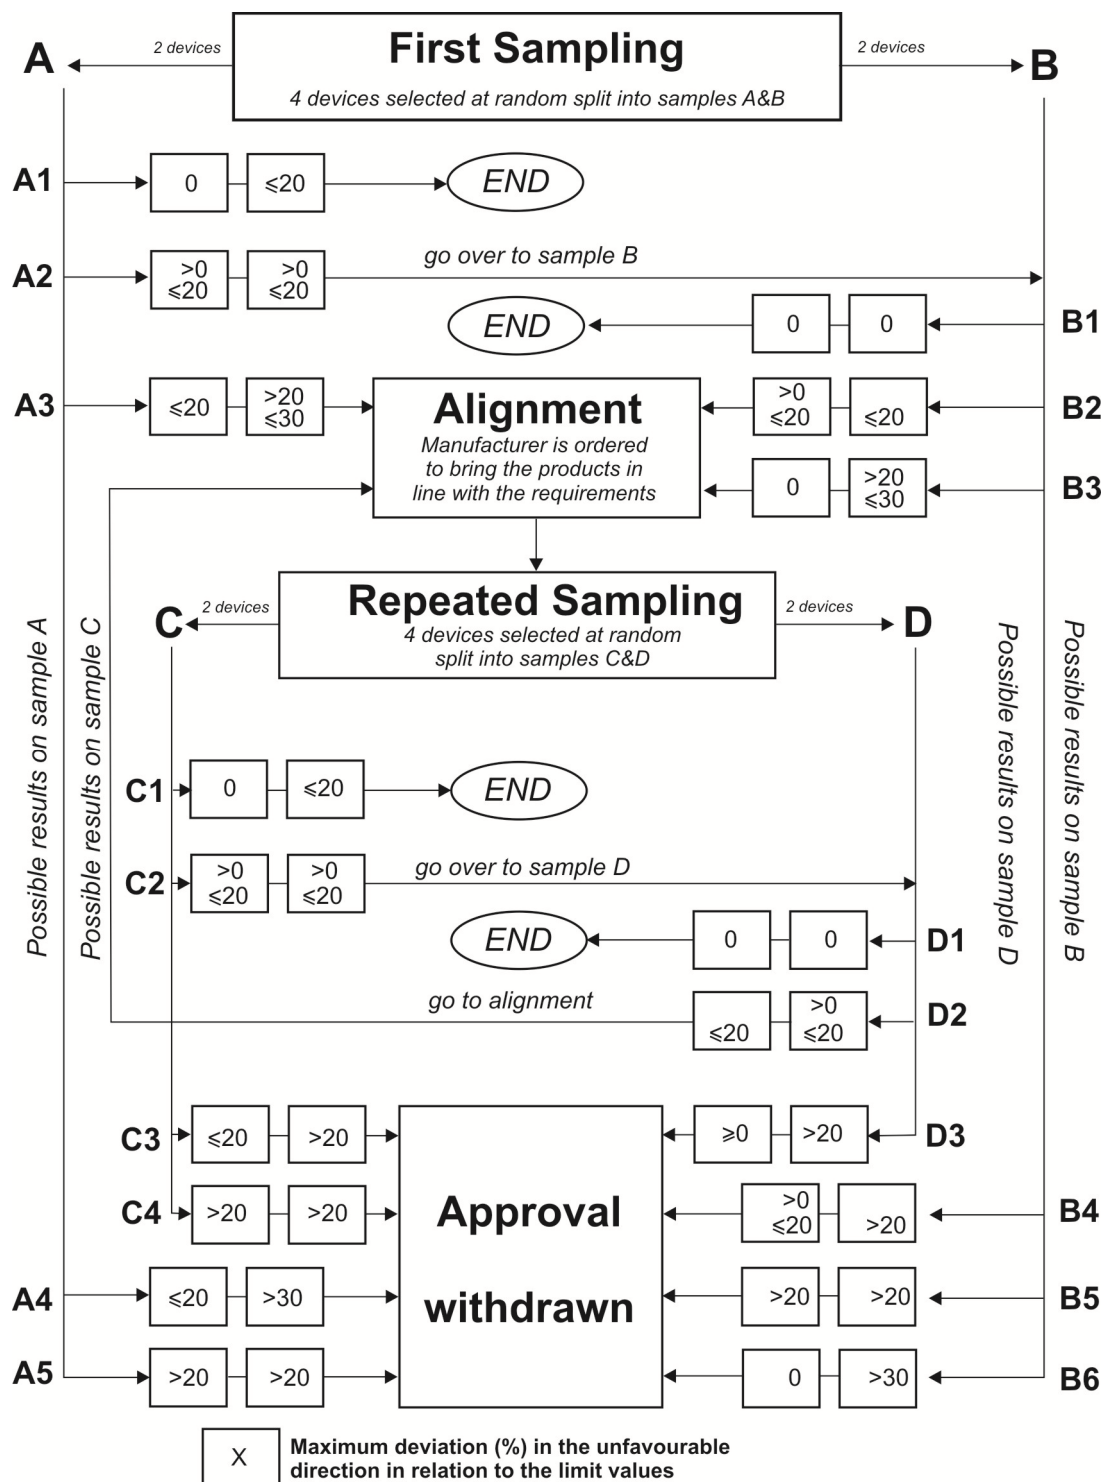 First Sampling
4 devices selected at random split into samples A&B
A
2 devices
2 devices
B
A1
0
⩽20
END
A2
>0
⩽20
>0
⩽20
go over to sample B
END
0
0
B1
A3
⩽20
>20
⩽30
Alignment
Manufacturer is ordered
to bring the products in
line with the requirements
>0
⩽20
⩽20
B2
0
>20
⩽30
B3
Repeated Sampling
4 devices selected at random
split into samples C&D
C
2 devices
2 devices
D
Possible results on sample A
Possible results on sample C
Possible results on sample D
Possible results on sample B
C1
0
⩽20
END
C2
>0
⩽20
>0
⩽20
go over to sample D
END
0
0
D1
go to alignment
⩽20
>0
⩽20
D2
C3
⩽20
>20
⩾0
>20
D3
C4
>20
>20
Approval
withdrawn
>0
⩽20
>20
B4
A4
⩽20
>30
>20
>20
B5
A5
>20
>20
0
>30
B6
X
Maximum deviation (%) in the unfavourable
direction in relation to the limit values